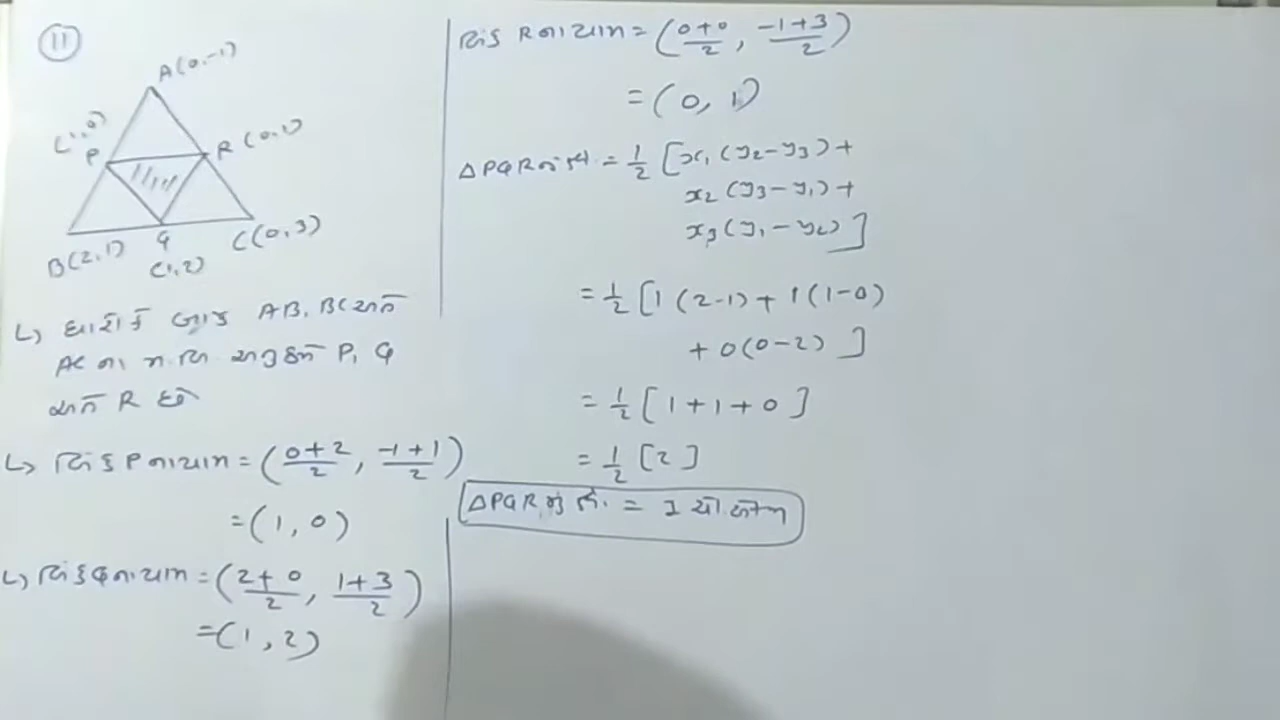 11
A(0,-1)
(1,0)
P
R (0,1)
B(2,1)
Q
(1,2)
C(0,3)
↳ ધારો કે બાજુ AB, BC અને
AC ના મ.બિંદુ અનુક્રમે P, Q
અને R છે
↳ બિંદુ P ના યામ = (0+2/2, -1+1/2)
= (1, 0)
↳ બિંદુ Q ના યામ = (2+0/2, 1+3/2)
= (1, 2)
બિંદુ R ના યામ = (0+0/2, -1+3/2)
= (0, 1)
ΔPQR નું ક્ષે. = 1/2 [x₁(y₂-y₃)+
x₂(y₃-y₁)+
x₃(y₁-y₂)]
= 1/2 [1(2-1)+1(1-0)
+0(0-2)]
= 1/2 [1+1+0]
= 1/2 [2]
ΔPQR નું ક્ષે. = 1 ચો.એકમ